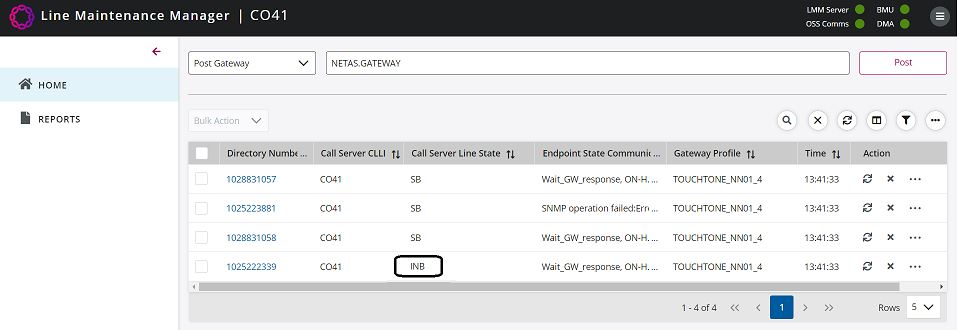 Line Maintenance Manager | CO41
LMM Server BMU
OSS Comms DMA
Post Gateway NETAS.GATEWAY Post
HOME
REPORTS
Bulk Action
Directory Numbe... Call Server CLLI Call Server Line State Endpoint State Communic... Gateway Profile Time Action
1028831057 CO41 SB Wait_GW_response, ON-H. ... TOUCHTONE_NN01_4 13:41:33
1025223881 CO41 SB SNMP operation failed:Erro ... TOUCHTONE_NN01_4 13:41:33
1028831058 CO41 SB Wait_GW_response, ON-H. ... TOUCHTONE_NN01_4 13:41:33
1025222339 CO41 INB Wait_GW_response, ON-H. ... TOUCHTONE_NN01_4 13:41:33
1 - 4 of 4 << < 1 > >> Rows 5